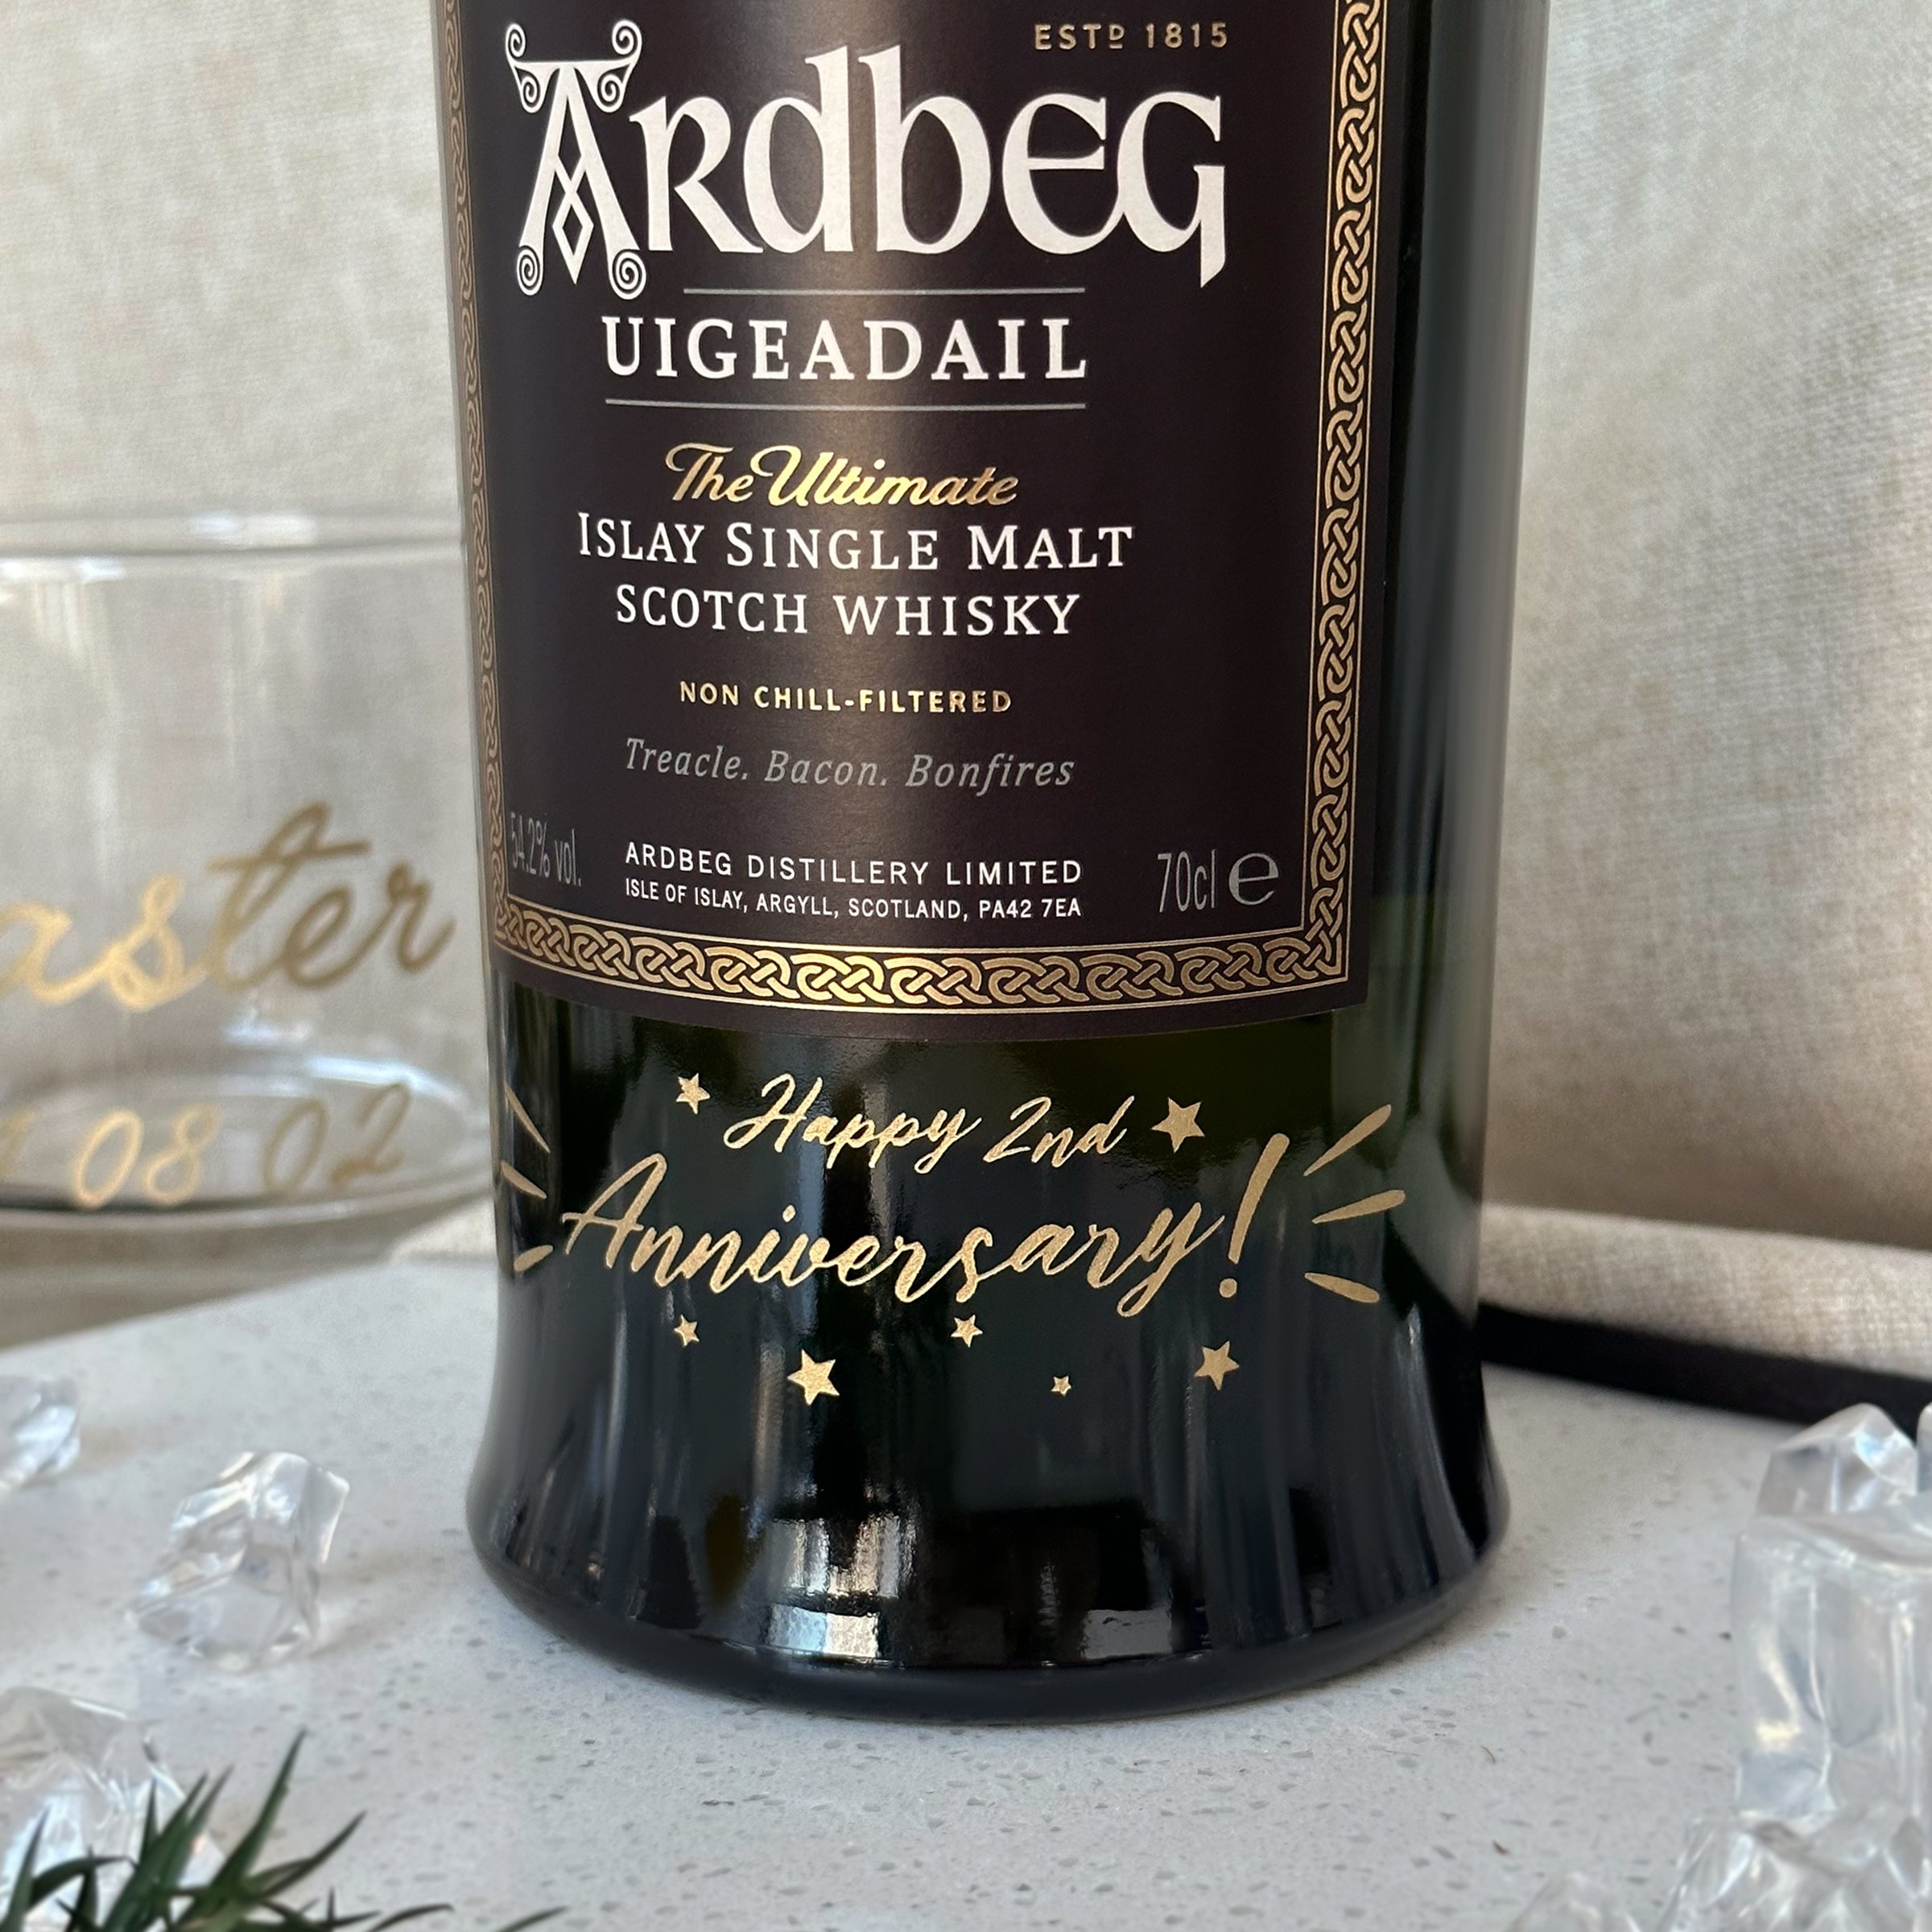 ESTD 1815
ARDBEG
UIGEADAIL
The Ultimate
ISLAY SINGLE MALT
SCOTCH WHISKY
NON CHILL-FILTERED
Treacle. Bacon. Bonfires
54.2% vol.
ARDBEG DISTILLERY LIMITED
ISLE OF ISLAY, ARGYLL, SCOTLAND, PA42 7EA
70cl e
Happy 2nd
Anniversary!
08 02